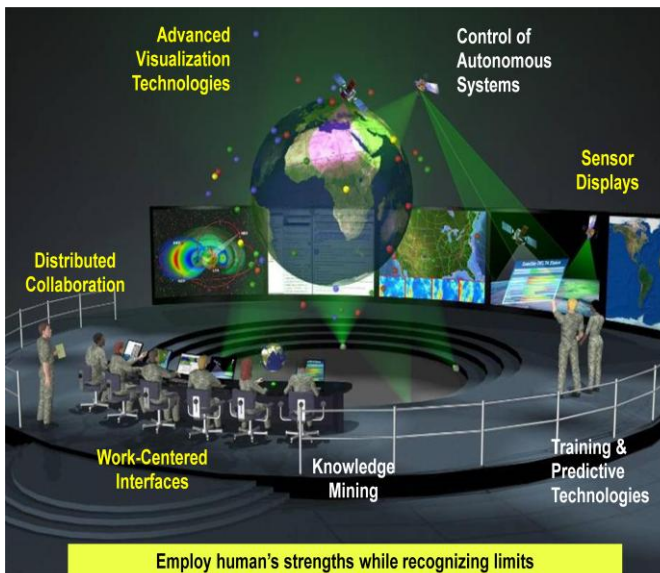 Advanced
Visualization
Technologies
Control of
Autonomous
Systems
Sensor
Displays
Distributed
Collaboration
Work-Centered
Interfaces
Knowledge
Mining
Training &
Predictive
Technologies
Employ human's strengths while recognizing limits